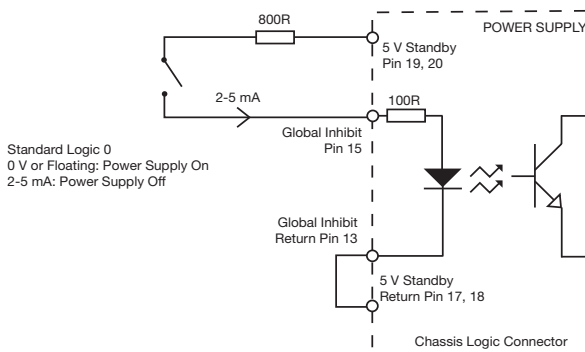 800R
POWER SUPPLY
5 V Standby
Pin 19, 20
2-5 mA
100R
Global Inhibit
Pin 15
Standard Logic 0
0 V or Floating: Power Supply On
2-5 mA: Power Supply Off
Global Inhibit
Return Pin 13
5 V Standby
Return Pin 17, 18
Chassis Logic Connector